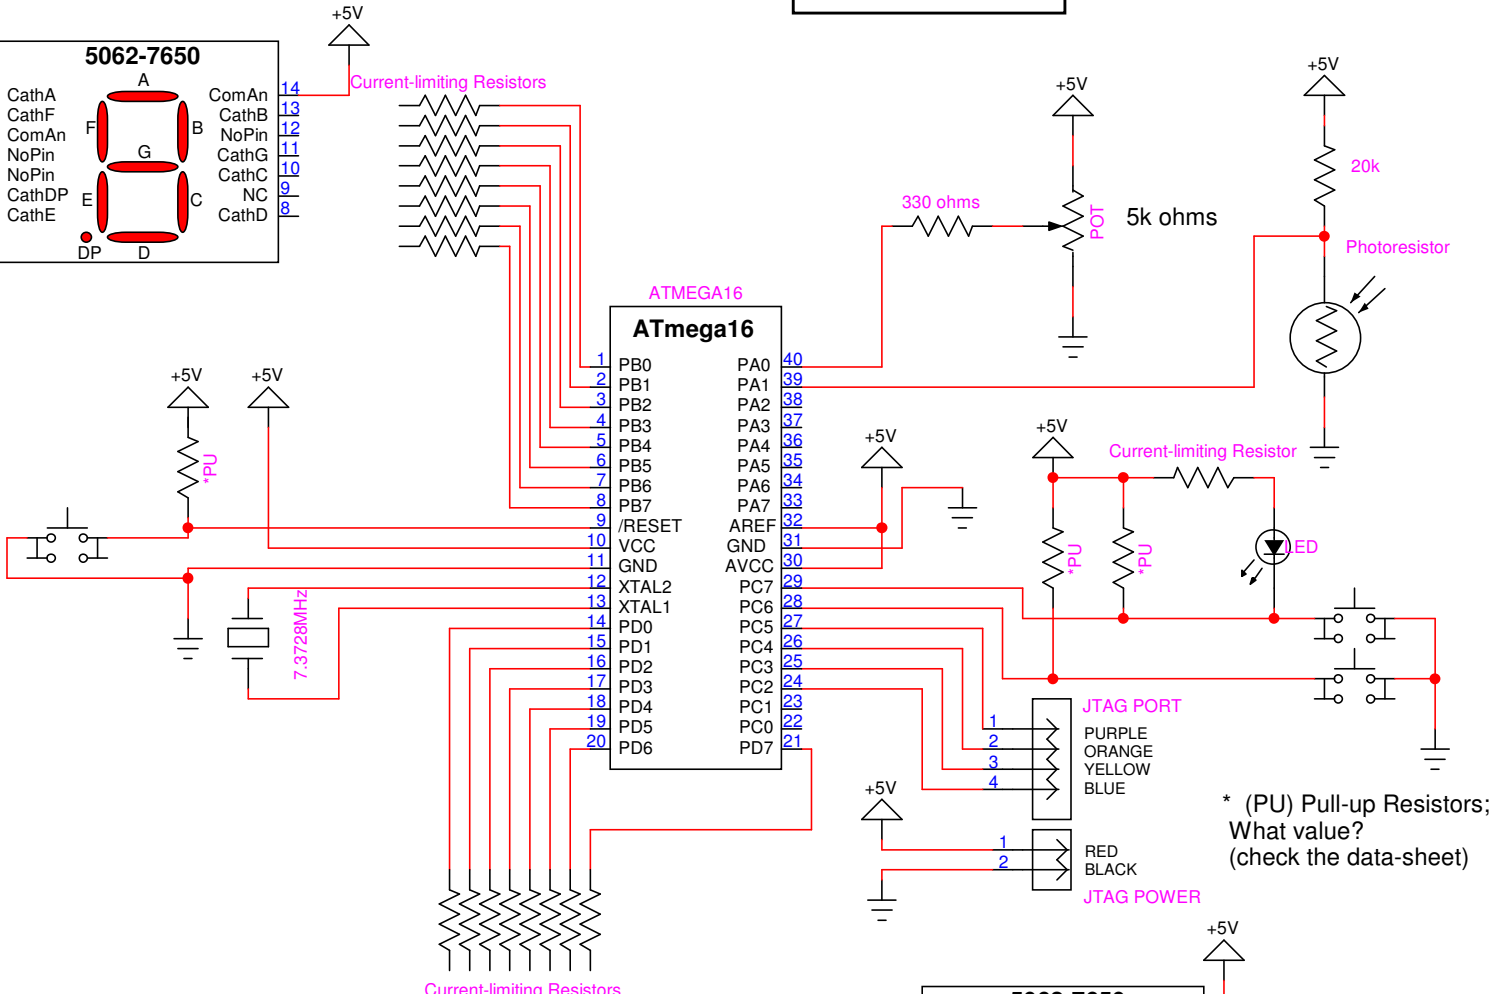 +5V
5062-7650
A
CathA
CathF
ComAn
NoPin
NoPin
CathDP
CathE
F
B
G
E
C
DP
D
ComAn 14
CathB 13
NoPin 12
CathG 11
CathC 10
NC 9
CathD 8
Current-limiting Resistors
+5V
330 ohms
POT
5k ohms
+5V
20k
Photoresistor
ATMEGA16
ATmega16
1 PB0
2 PB1
3 PB2
4 PB3
5 PB4
6 PB5
7 PB6
8 PB7
9 /RESET
10 VCC
11 GND
12 XTAL2
13 XTAL1
14 PD0
15 PD1
16 PD2
17 PD3
18 PD4
19 PD5
20 PD6
PA0 40
PA1 39
PA2 38
PA3 37
PA4 36
PA5 35
PA6 34
PA7 33
AREF 32
GND 31
AVCC 30
PC7 29
PC6 28
PC5 27
PC4 26
PC3 25
PC2 24
PC1 23
PC0 22
PD7 21
+5V
+5V
*PU
7.3728MHz
+5V
+5V
Current-limiting Resistor
*PU
*PU
LED
JTAG PORT
1 PURPLE
2 ORANGE
3 YELLOW
4 BLUE
+5V
1 RED
2 BLACK
JTAG POWER
* (PU) Pull-up Resistors;
What value?
(check the data-sheet)
Current-limiting Resistors
+5V
5062-7650